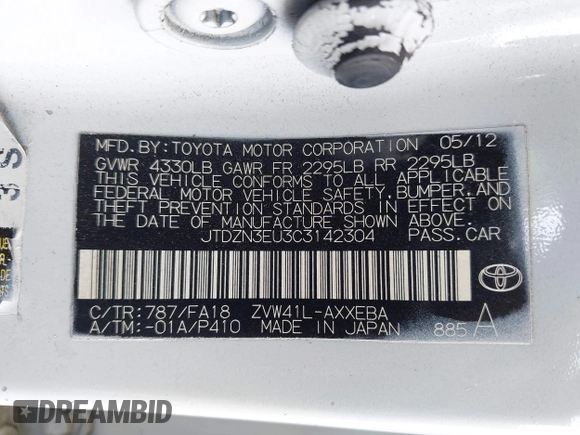 MFD. BY: TOYOTA MOTOR CORPORATION 05/12
GVWR 4330LB GAWR FR 2295LB RR 2295LB
THIS VEHICLE CONFORMS TO ALL APPLICABLE
FEDERAL MOTOR VEHICLE SAFETY, BUMPER, AND
THEFT PREVENTION STANDARDS IN EFFECT ON
THE DATE OF MANUFACTURE SHOWN ABOVE.
JTDZN3EU3C3142304 PASS. CAR
C/TR: 787/FA18 ZVW41L-AXXEBA
A/TM: -01A/P410 MADE IN JAPAN 885 A
DREAMBID